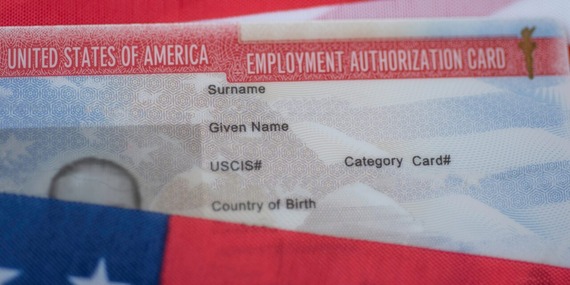 UNITED STATES OF AMERICA EMPLOYMENT AUTHORIZATION CARD
Surname
Given Name
USCIS# Category Card#
Country of Birth